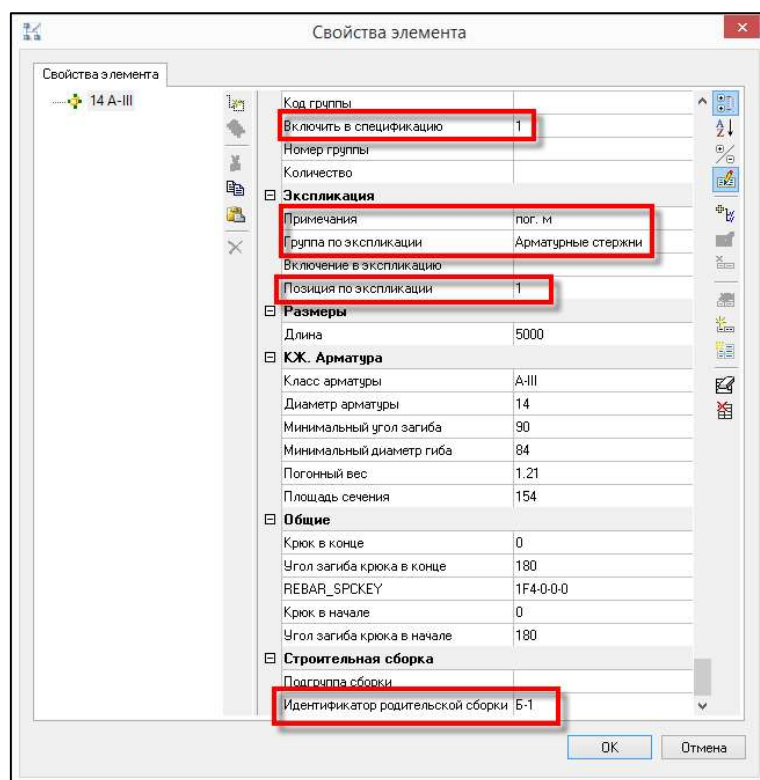 Свойства элемента
Свойства элемента
14 A-III
Код группы
Включить в спецификацию 1
Номер группы
Количество
Экспликация
Примечания пог. м
Группа по экспликации Арматурные стержни
Включение в экспликацию
Позиция по экспликации 1
Размеры
Длина 5000
КЖ. Арматура
Класс арматуры A-III
Диаметр арматуры 14
Минимальный угол загиба 90
Минимальный диаметр гиба 84
Погонный вес 1.21
Площадь сечения 154
Общие
Крюк в конце 0
Угол загиба крюка в конце 180
REBAR_SPCKEY 1F4-0-0-0
Крюк в начале 0
Угол загиба крюка в начале 180
Строительная сборка
Подгруппа сборки
Идентификатор родительской сборки Б-1
OK Отмена